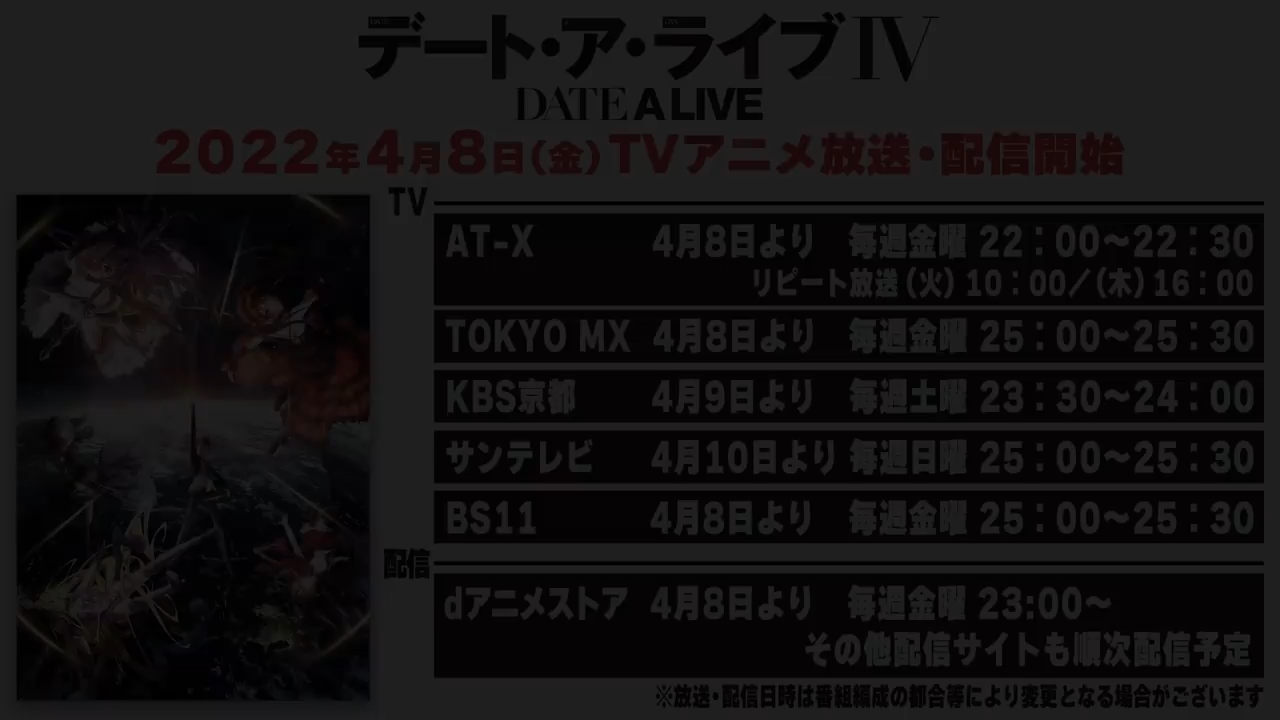 デート・ア・ライブIV
DATE A LIVE
2022年4月8日(金)TVアニメ放送・配信開始
TV
AT-X 4月8日より 毎週金曜 22:00~22:30
リピート放送(火)10:00/(木)16:00
TOKYO MX 4月8日より 毎週金曜 25:00~25:30
KBS京都 4月9日より 毎週土曜 23:30~24:00
サンテレビ 4月10日より 毎週日曜 25:00~25:30
BS11 4月8日より 毎週金曜 25:00~25:30
配信
dアニメストア 4月8日より 毎週金曜 23:00~
その他配信サイトも順次配信予定
※放送・配信日時は番組編成の都合等により変更となる場合がございます